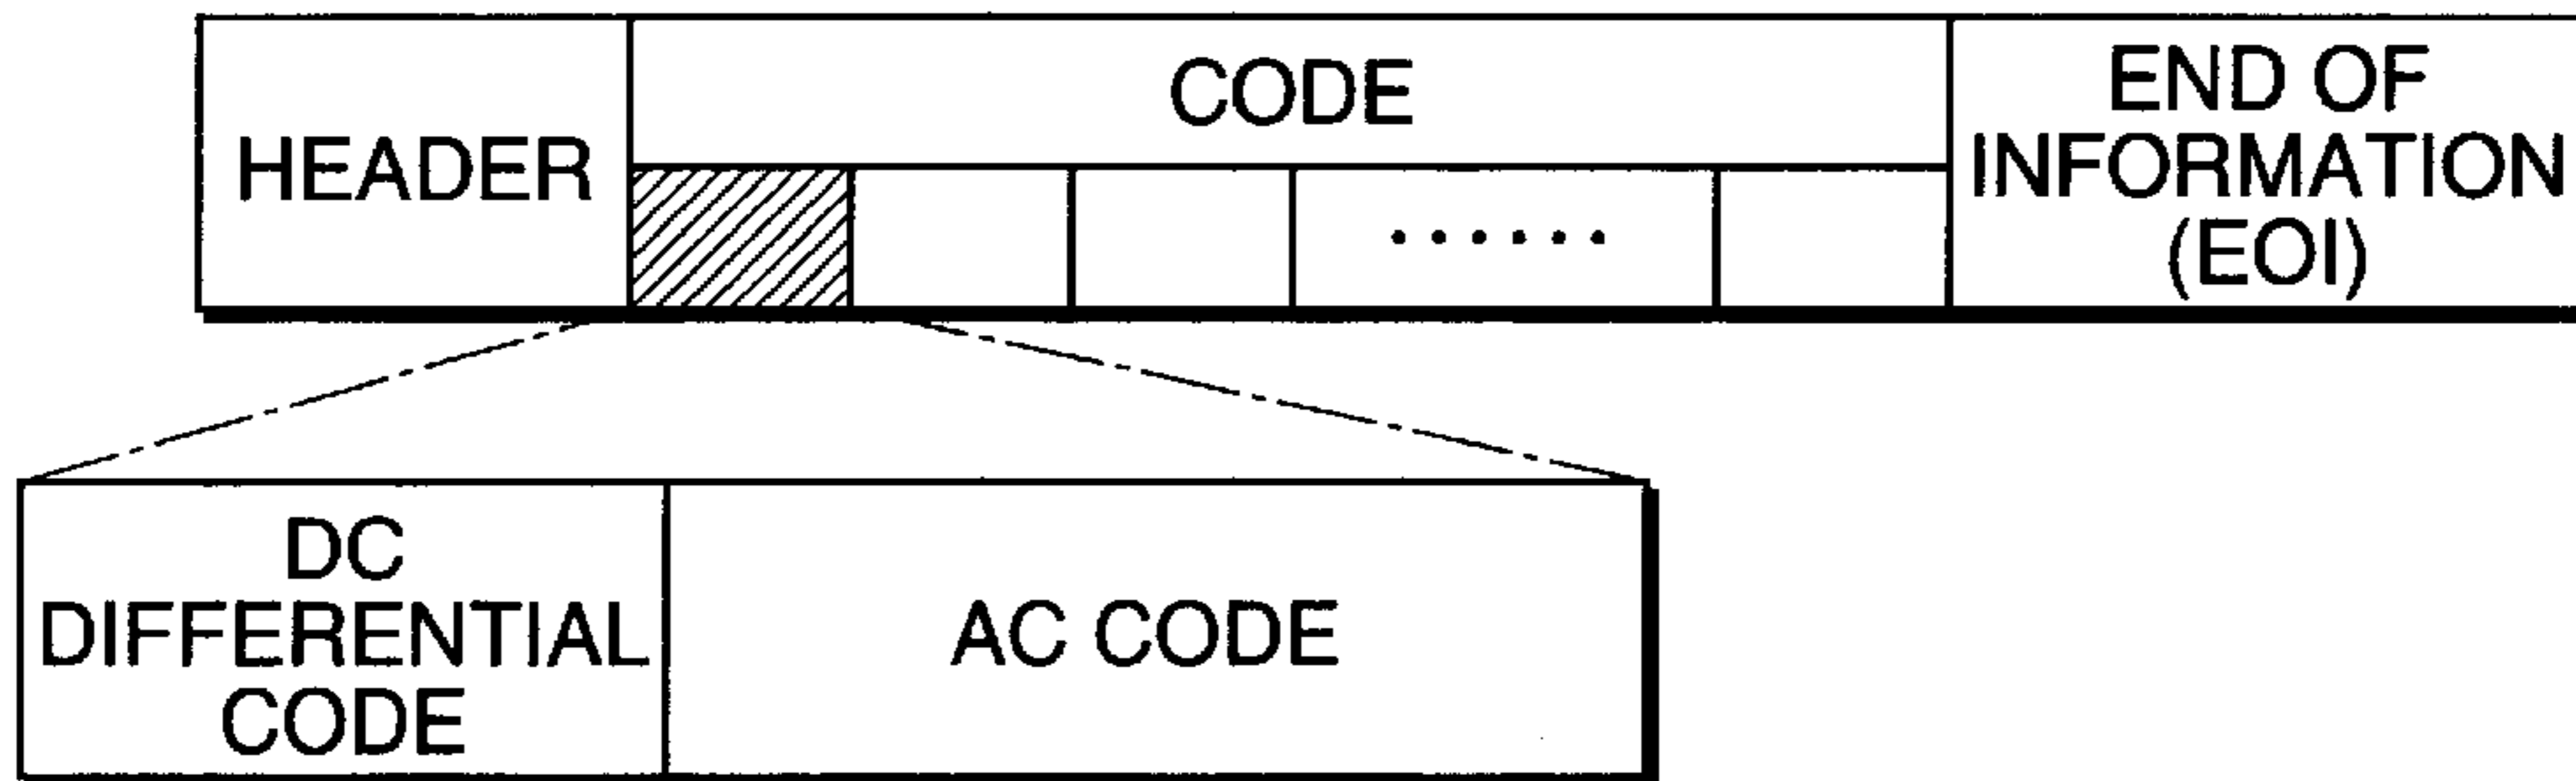 HEADER
CODE
......
END OF
INFORMATION
(EOI)
DC
DIFFERENTIAL
CODE
AC CODE